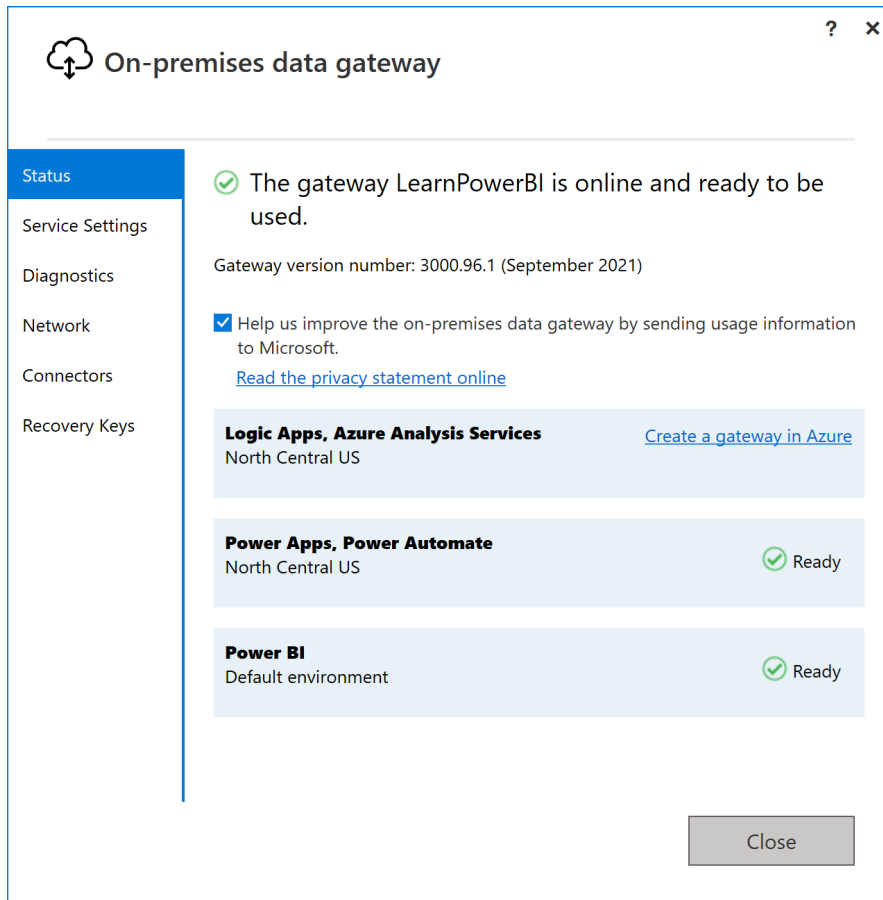 ? ×
On-premises data gateway
Status
Service Settings
Diagnostics
Network
Connectors
Recovery Keys
The gateway LearnPowerBI is online and ready to be
used.
Gateway version number: 3000.96.1 (September 2021)
Help us improve the on-premises data gateway by sending usage information
to Microsoft.
Read the privacy statement online
Logic Apps, Azure Analysis Services
Create a gateway in Azure
North Central US
Power Apps, Power Automate
North Central US
Ready
Power BI
Default environment
Ready
Close